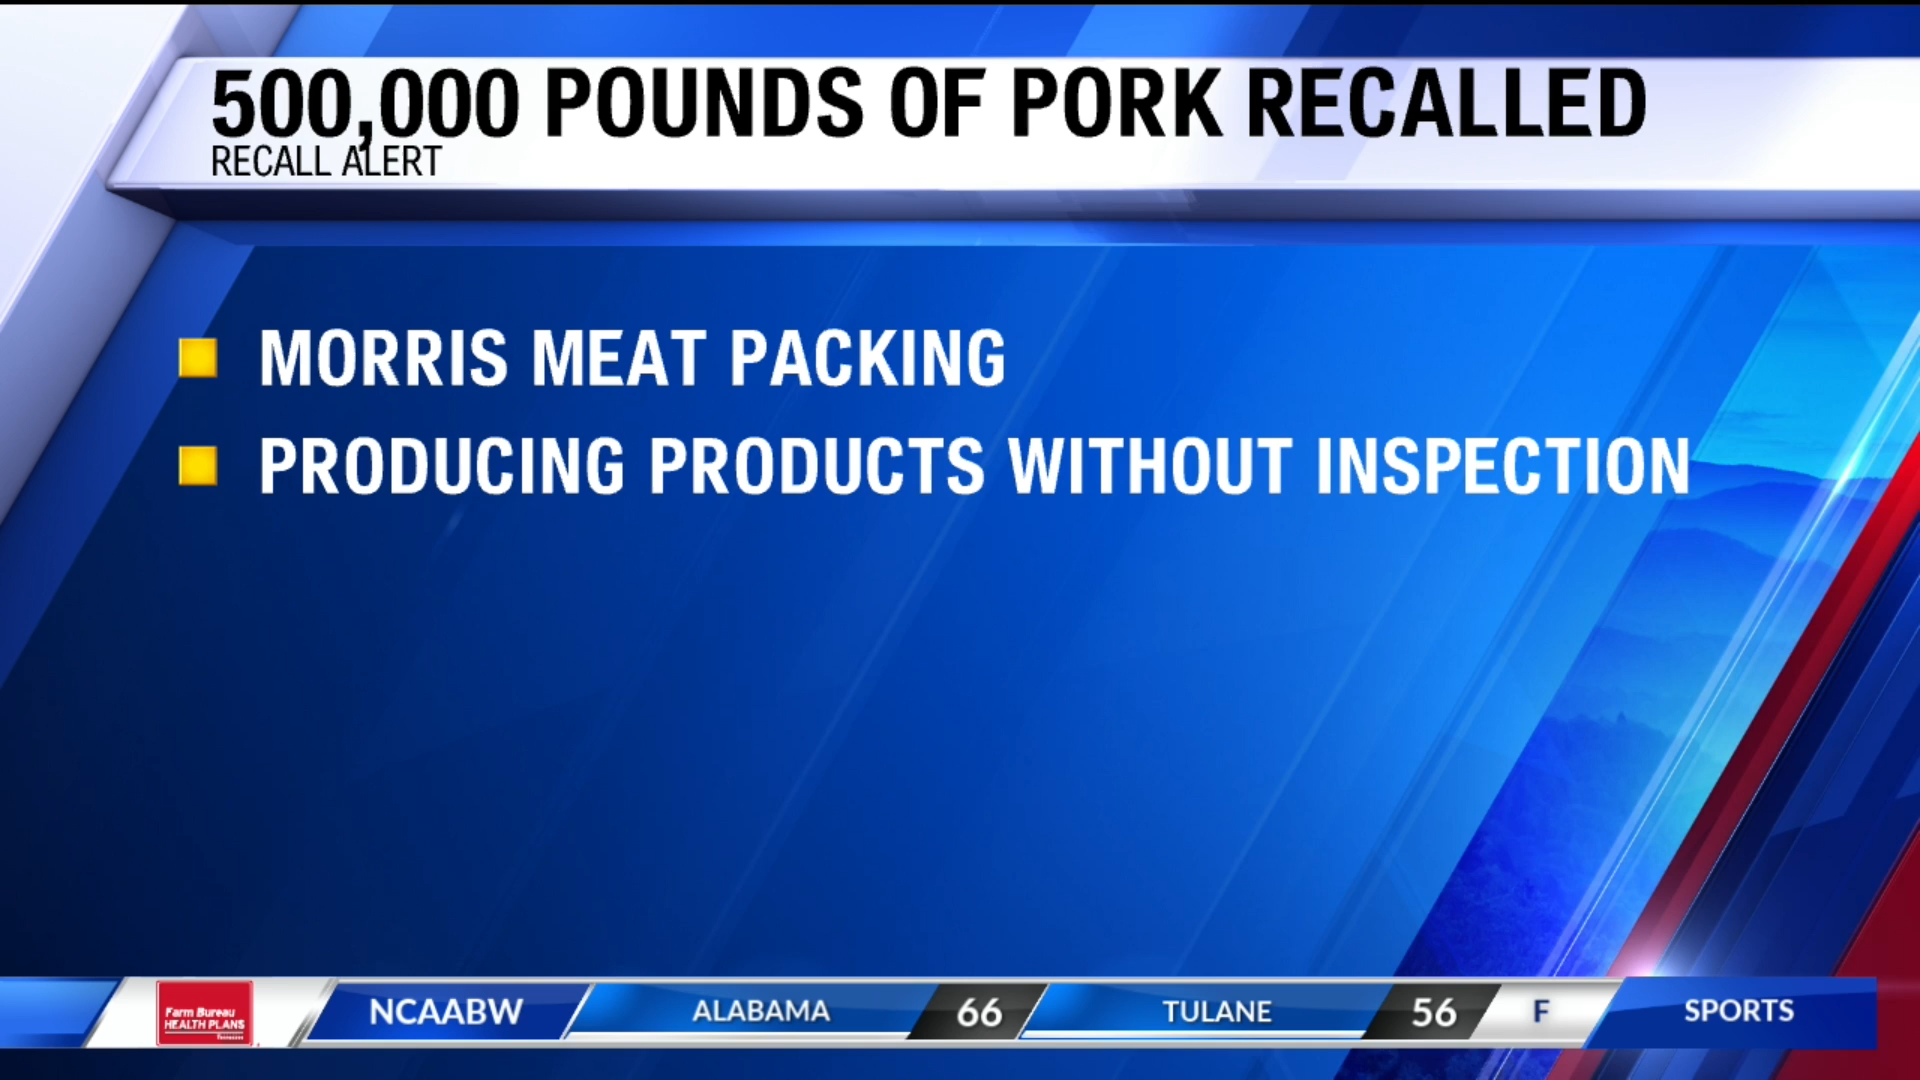 500,000 POUNDS OF PORK RECALLED
RECALL ALERT
MORRIS MEAT PACKING
PRODUCING PRODUCTS WITHOUT INSPECTION
Farm Bureau
HEALTH PLANS
Tennessee
NCAABW ALABAMA 66 TULANE 56 F SPORTS